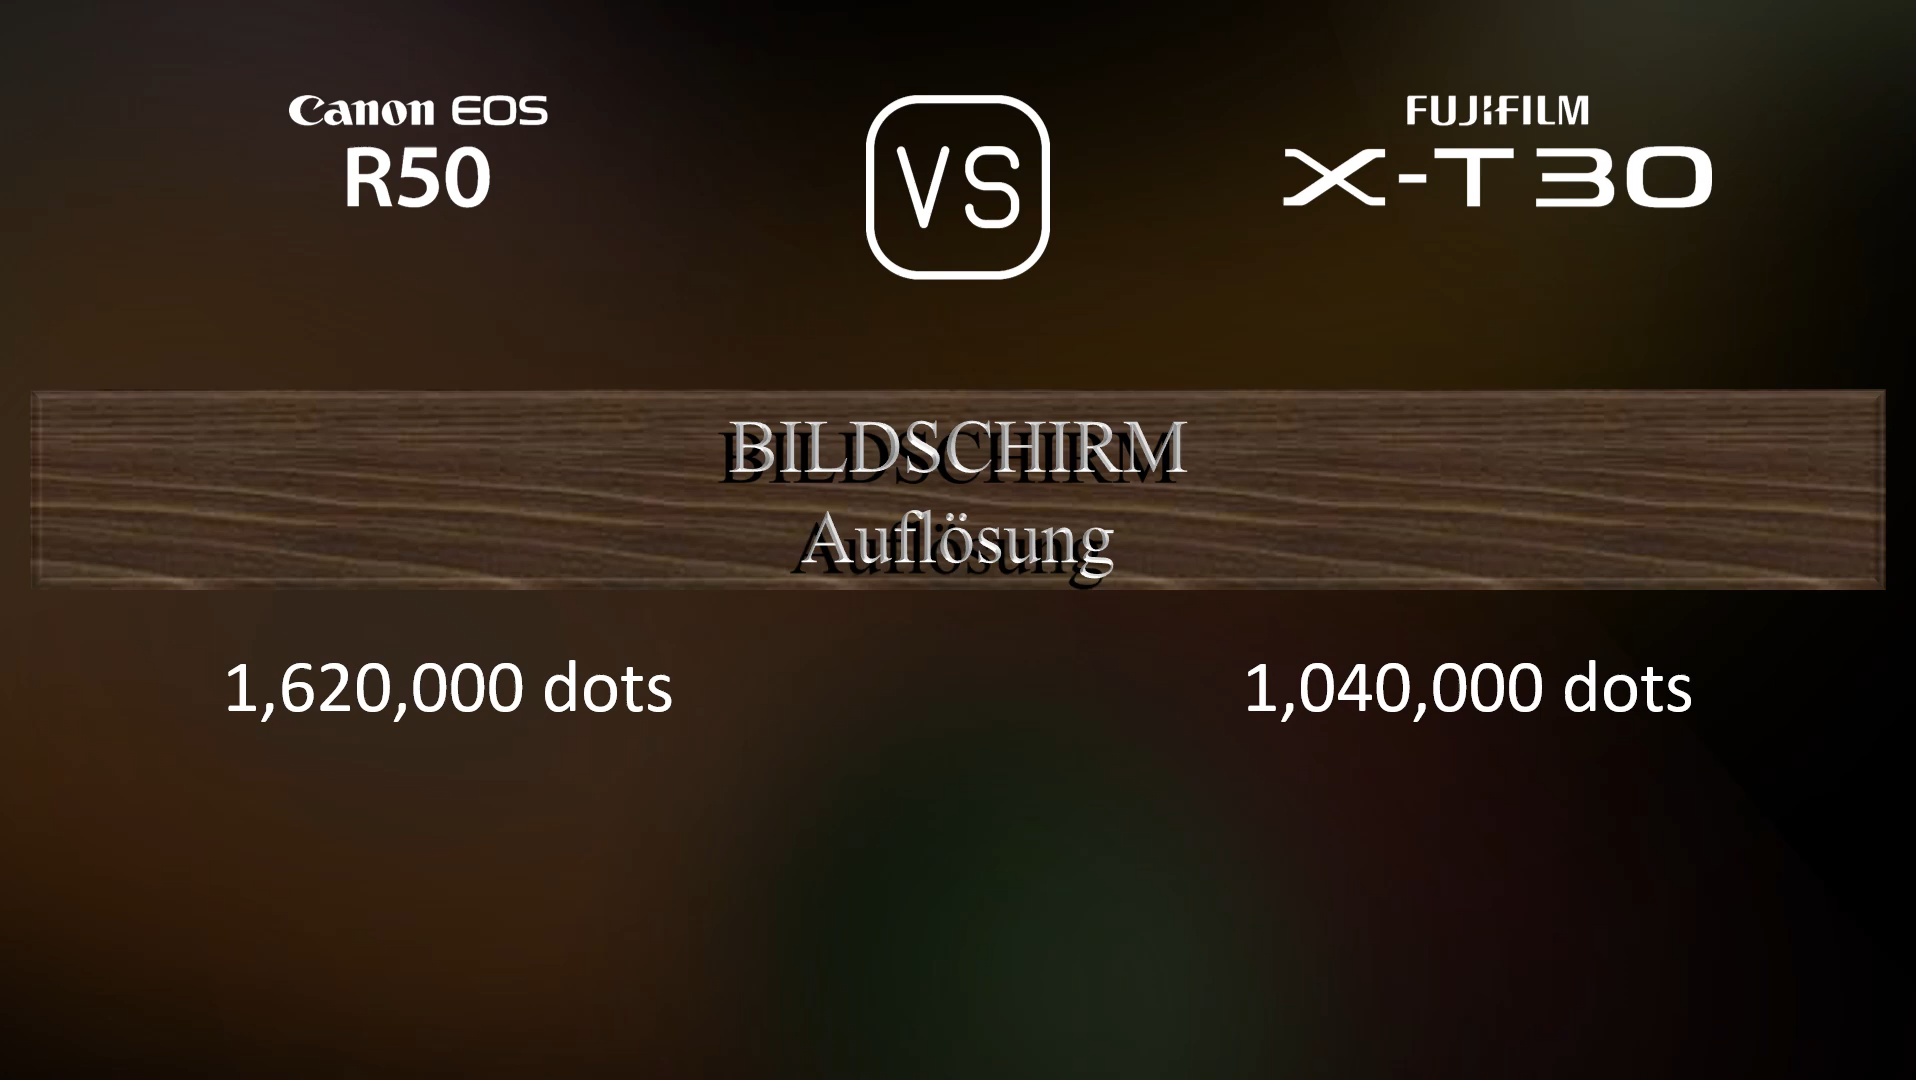 Canon EOS
R50
VS
FUJIFILM
X-T30
BILDSCHIRM
Auflösung
1,620,000 dots
1,040,000 dots